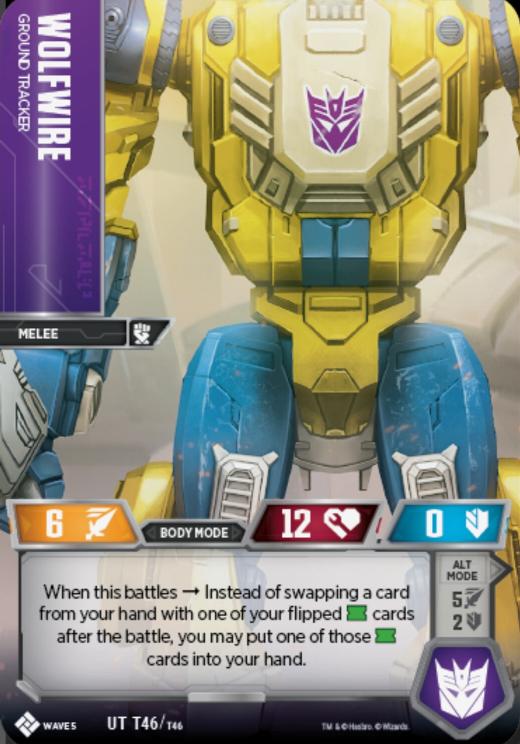 WOLFWIRE
GROUND TRACKER
MELEE
6
BODY MODE
12
0
When this battles → Instead of swapping a card
from your hand with one of your flipped cards
after the battle, you may put one of those
cards into your hand.
ALT
MODE
5
2
WAVE 5
UT T46/T46
TM & © Hasbro. © Wizards.